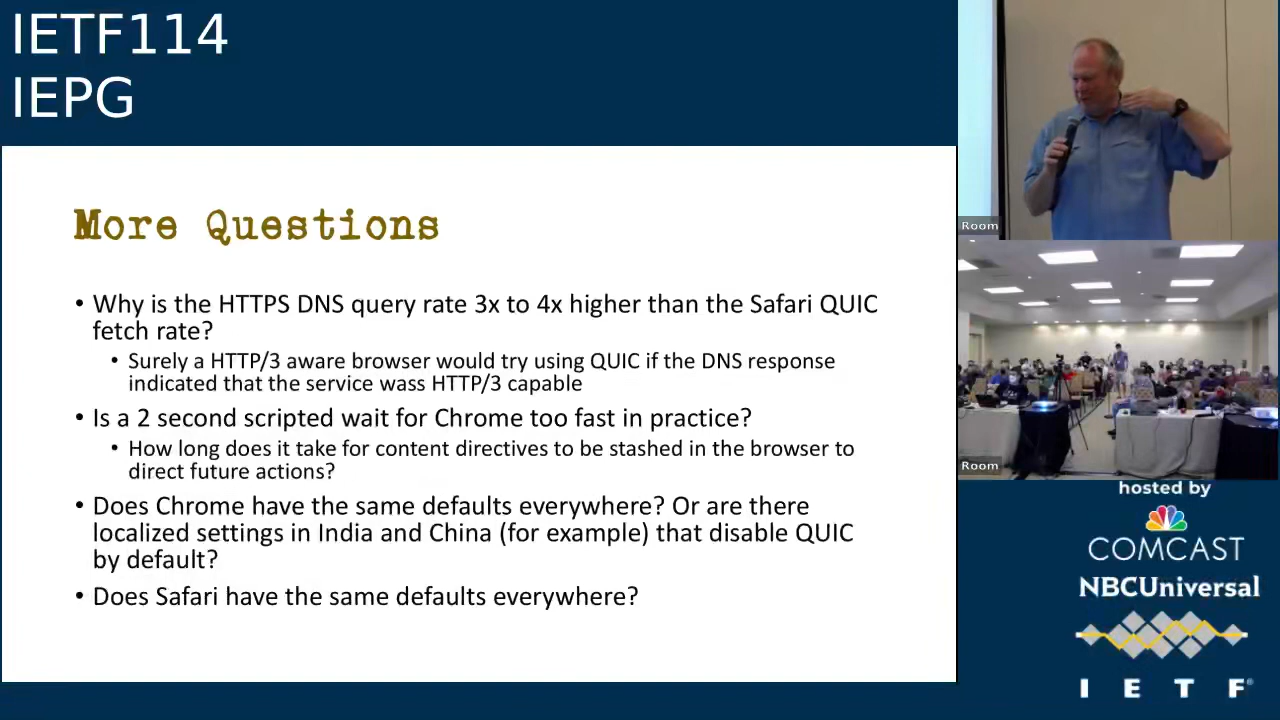 IETF114
IEPG
More Questions
• Why is the HTTPS DNS query rate 3x to 4x higher than the Safari QUIC
fetch rate?
• Surely a HTTP/3 aware browser would try using QUIC if the DNS response
indicated that the service wass HTTP/3 capable
• Is a 2 second scripted wait for Chrome too fast in practice?
• How long does it take for content directives to be stashed in the browser to
direct future actions?
• Does Chrome have the same defaults everywhere? Or are there
localized settings in India and China (for example) that disable QUIC
by default?
• Does Safari have the same defaults everywhere?
Room
Room
hosted by
COMCAST
NBCUniversal
I E T F®